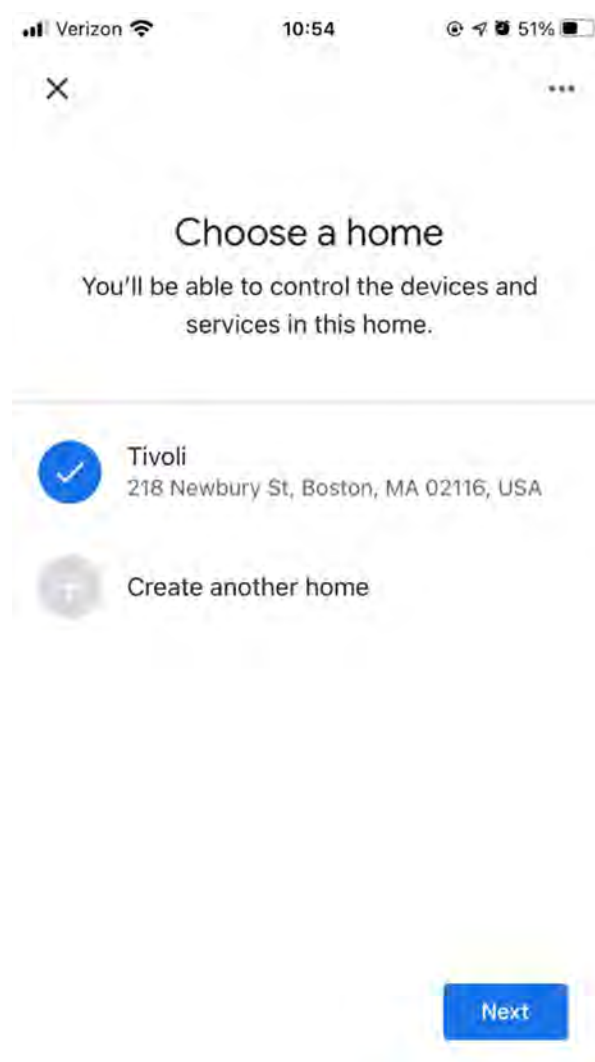 Verizon 10:54 51%
Choose a home
You'll be able to control the devices and
services in this home.
Tivoli
218 Newbury St, Boston, MA 02116, USA
Create another home
Next